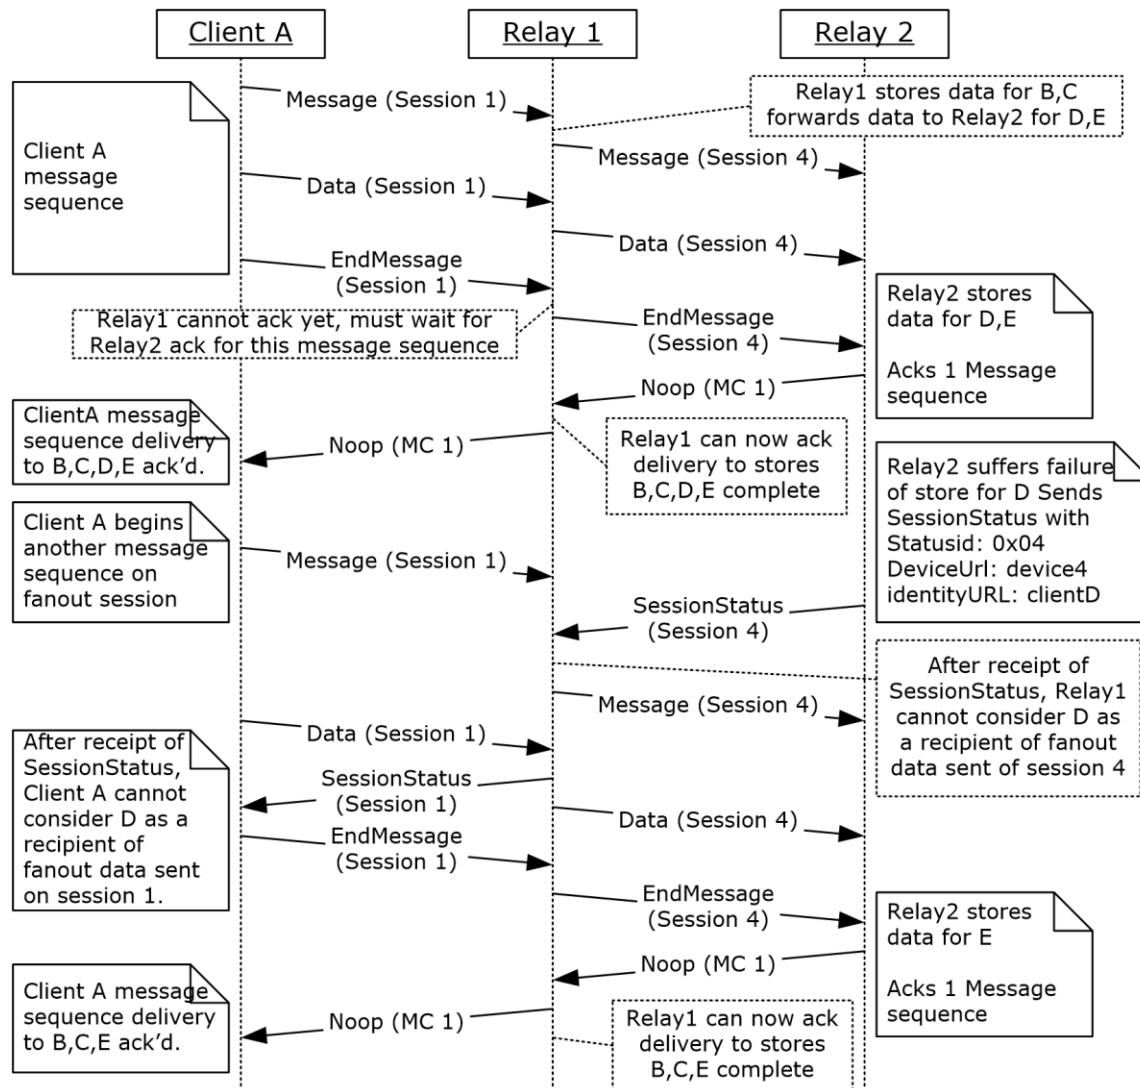 Client A
Relay 1
Relay 2
Message (Session 1)
Relay1 stores data for B,C
forwards data to Relay2 for D,E
Client A
message
sequence
Message (Session 4)
Data (Session 1)
Data (Session 4)
EndMessage
(Session 1)
Relay2 stores
data for D,E
Acks 1 Message
sequence
Relay1 cannot ack yet, must wait for
Relay2 ack for this message sequence
EndMessage
(Session 4)
Noop (MC 1)
ClientA message
sequence delivery
to B,C,D,E ack’d.
Noop (MC 1)
Relay1 can now ack
delivery to stores
B,C,D,E complete
Relay2 suffers failure
of store for D Sends
SessionStatus with
Statusid: 0x04
DeviceUrl: device4
identityURL: clientD
Client A begins
another message
sequence on
fanout session
Message (Session 1)
SessionStatus
(Session 4)
After receipt of
SessionStatus, Relay1
cannot consider D as
a recipient of fanout
data sent of session 4
Message (Session 4)
Data (Session 1)
After receipt of
SessionStatus,
Client A cannot
consider D as a
recipient of
fanout data sent
on session 1.
SessionStatus
(Session 1)
Data (Session 4)
EndMessage
(Session 1)
EndMessage
(Session 4)
Relay2 stores
data for E
Acks 1 Message
sequence
Noop (MC 1)
Client A message
sequence delivery
to B,C,E ack’d.
Noop (MC 1)
Relay1 can now ack
delivery to stores
B,C,E complete